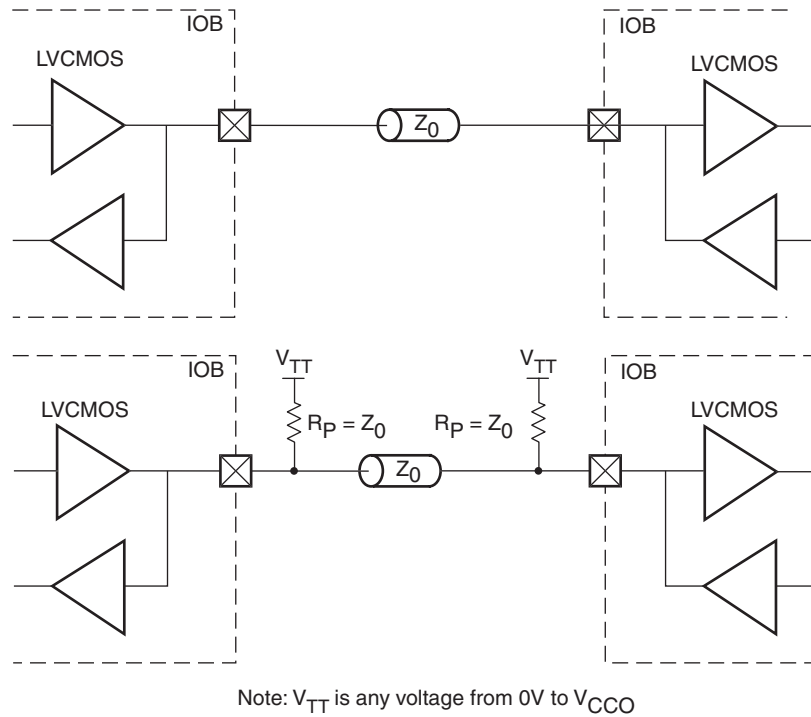 IOB
IOB
LVCMOS
LVCMOS
Z0
IOB
VTT
VTT
IOB
LVCMOS
RP = Z0
RP = Z0
LVCMOS
Z0
Note: VTT is any voltage from 0V to VCCO